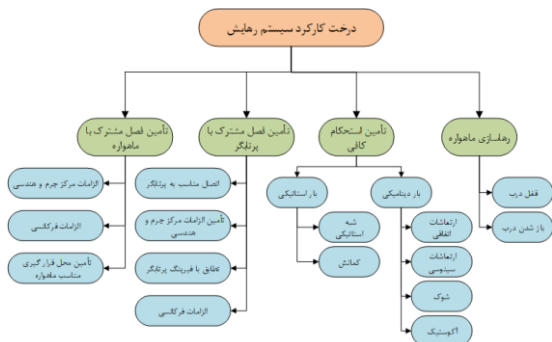 درخت کارکرد سیستم رهایش
رهاسازی ماهواره
تأمین استحکام
کافی
تأمین فصل مشترک با
پرتابگر
تأمین فصل مشترک با
ماهواره
قفل درب
باز شدن درب
بار دینامیکی
ارتعاشات
اتفاقی
ارتعاشات
سینوسی
شوک
آکوستیک
بار استاتیکی
شبه
استاتیکی
کمانش
اتصال مناسب به پرتابگر
تأمین الزامات مرکز جرم و
هندسی
تطابق با فیرینگ پرتابگر
الزامات فرکانسی
الزامات مرکز جرم و هندسی
الزامات فرکانسی
تأمین محل قرار گیری
مناسب ماهواره